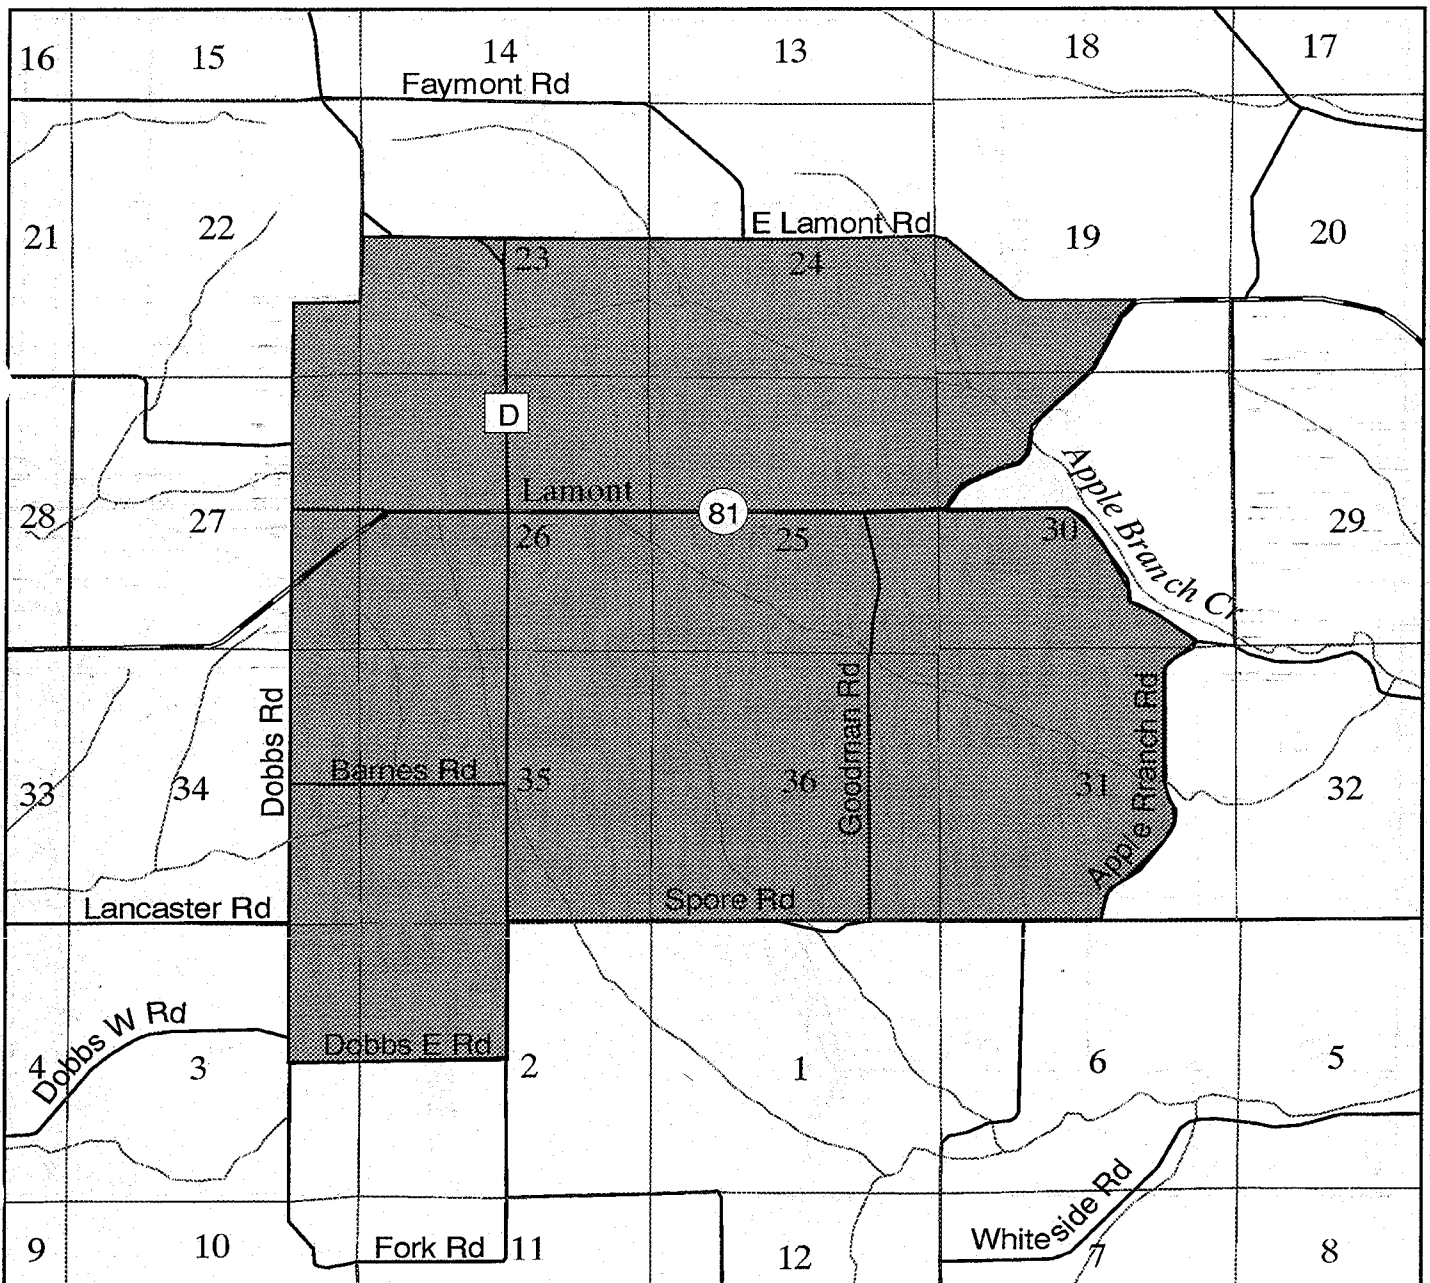 16 15 14 13 18 17
Faymont Rd
E Lamont Rd
21 22 23 24 19 20
D
Lamont
81
28 27 26 25 30 29
Apple Branch Cr
Dobbs Rd
Goodman Rd
Apple Branch Rd
Barnes Rd
33 34 35 36 31 32
Lancaster Rd
Spore Rd
Dobbs W Rd
Dobbs E Rd
4 3 2 1 6 5
Whiteside Rd
Fork Rd
9 10 11 12 7 8